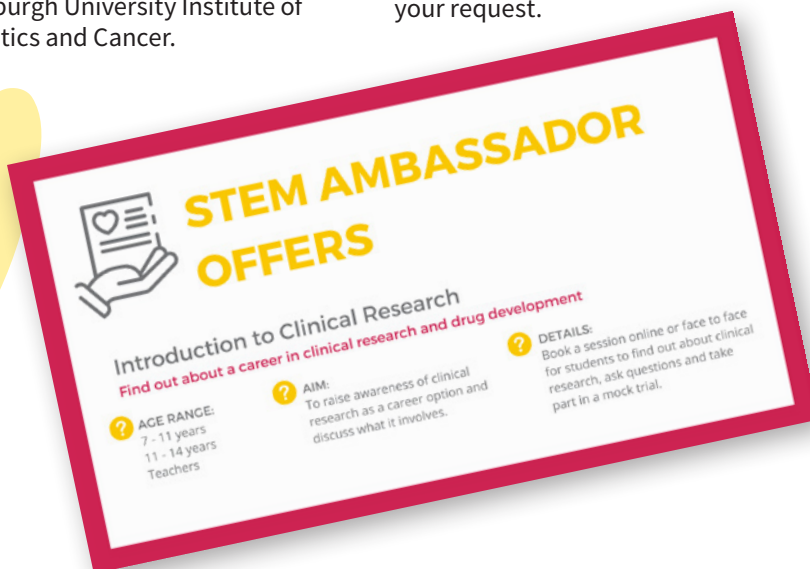 burgh University Institute of
tics and Cancer.
your request.
STEM AMBASSADOR
OFFERS
Introduction to Clinical Research
Find out about a career in clinical research and drug development
? AGE RANGE:
7 - 11 years
11 - 14 years
Teachers
? AIM:
To raise awareness of clinical
research as a career option and
discuss what it involves.
? DETAILS:
Book a session online or face to face
for students to find out about clinical
research, ask questions and take
part in a mock trial.